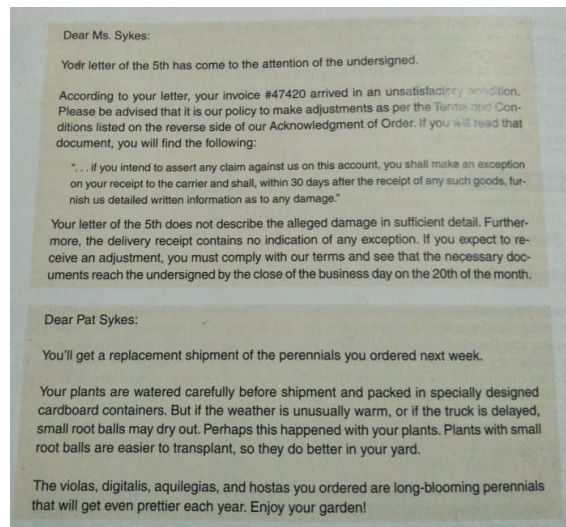 Dear Ms. Sykes:
Your letter of the 5th has come to the attention of the undersigned.
According to your letter, your invoice #47420 arrived in an unsatisfactory condition.
Please be advised that it is our policy to make adjustments as per the Terms and Con-
ditions listed on the reverse side of our Acknowledgment of Order. If you will read that
document, you will find the following:
". . . if you intend to assert any claim against us on this account, you shall make an exception
on your receipt to the carrier and shall, within 30 days after the receipt of any such goods, fur-
nish us detailed written information as to any damage."
Your letter of the 5th does not describe the alleged damage in sufficient detail. Further-
more, the delivery receipt contains no indication of any exception. If you expect to re-
ceive an adjustment, you must comply with our terms and see that the necessary doc-
uments reach the undersigned by the close of the business day on the 20th of the month.
Dear Pat Sykes:
You'll get a replacement shipment of the perennials you ordered next week.
Your plants are watered carefully before shipment and packed in specially designed
cardboard containers. But if the weather is unusually warm, or if the truck is delayed,
small root balls may dry out. Perhaps this happened with your plants. Plants with small
root balls are easier to transplant, so they do better in your yard.
The violas, digitalis, aquilegias, and hostas you ordered are long-blooming perennials
that will get even prettier each year. Enjoy your garden!